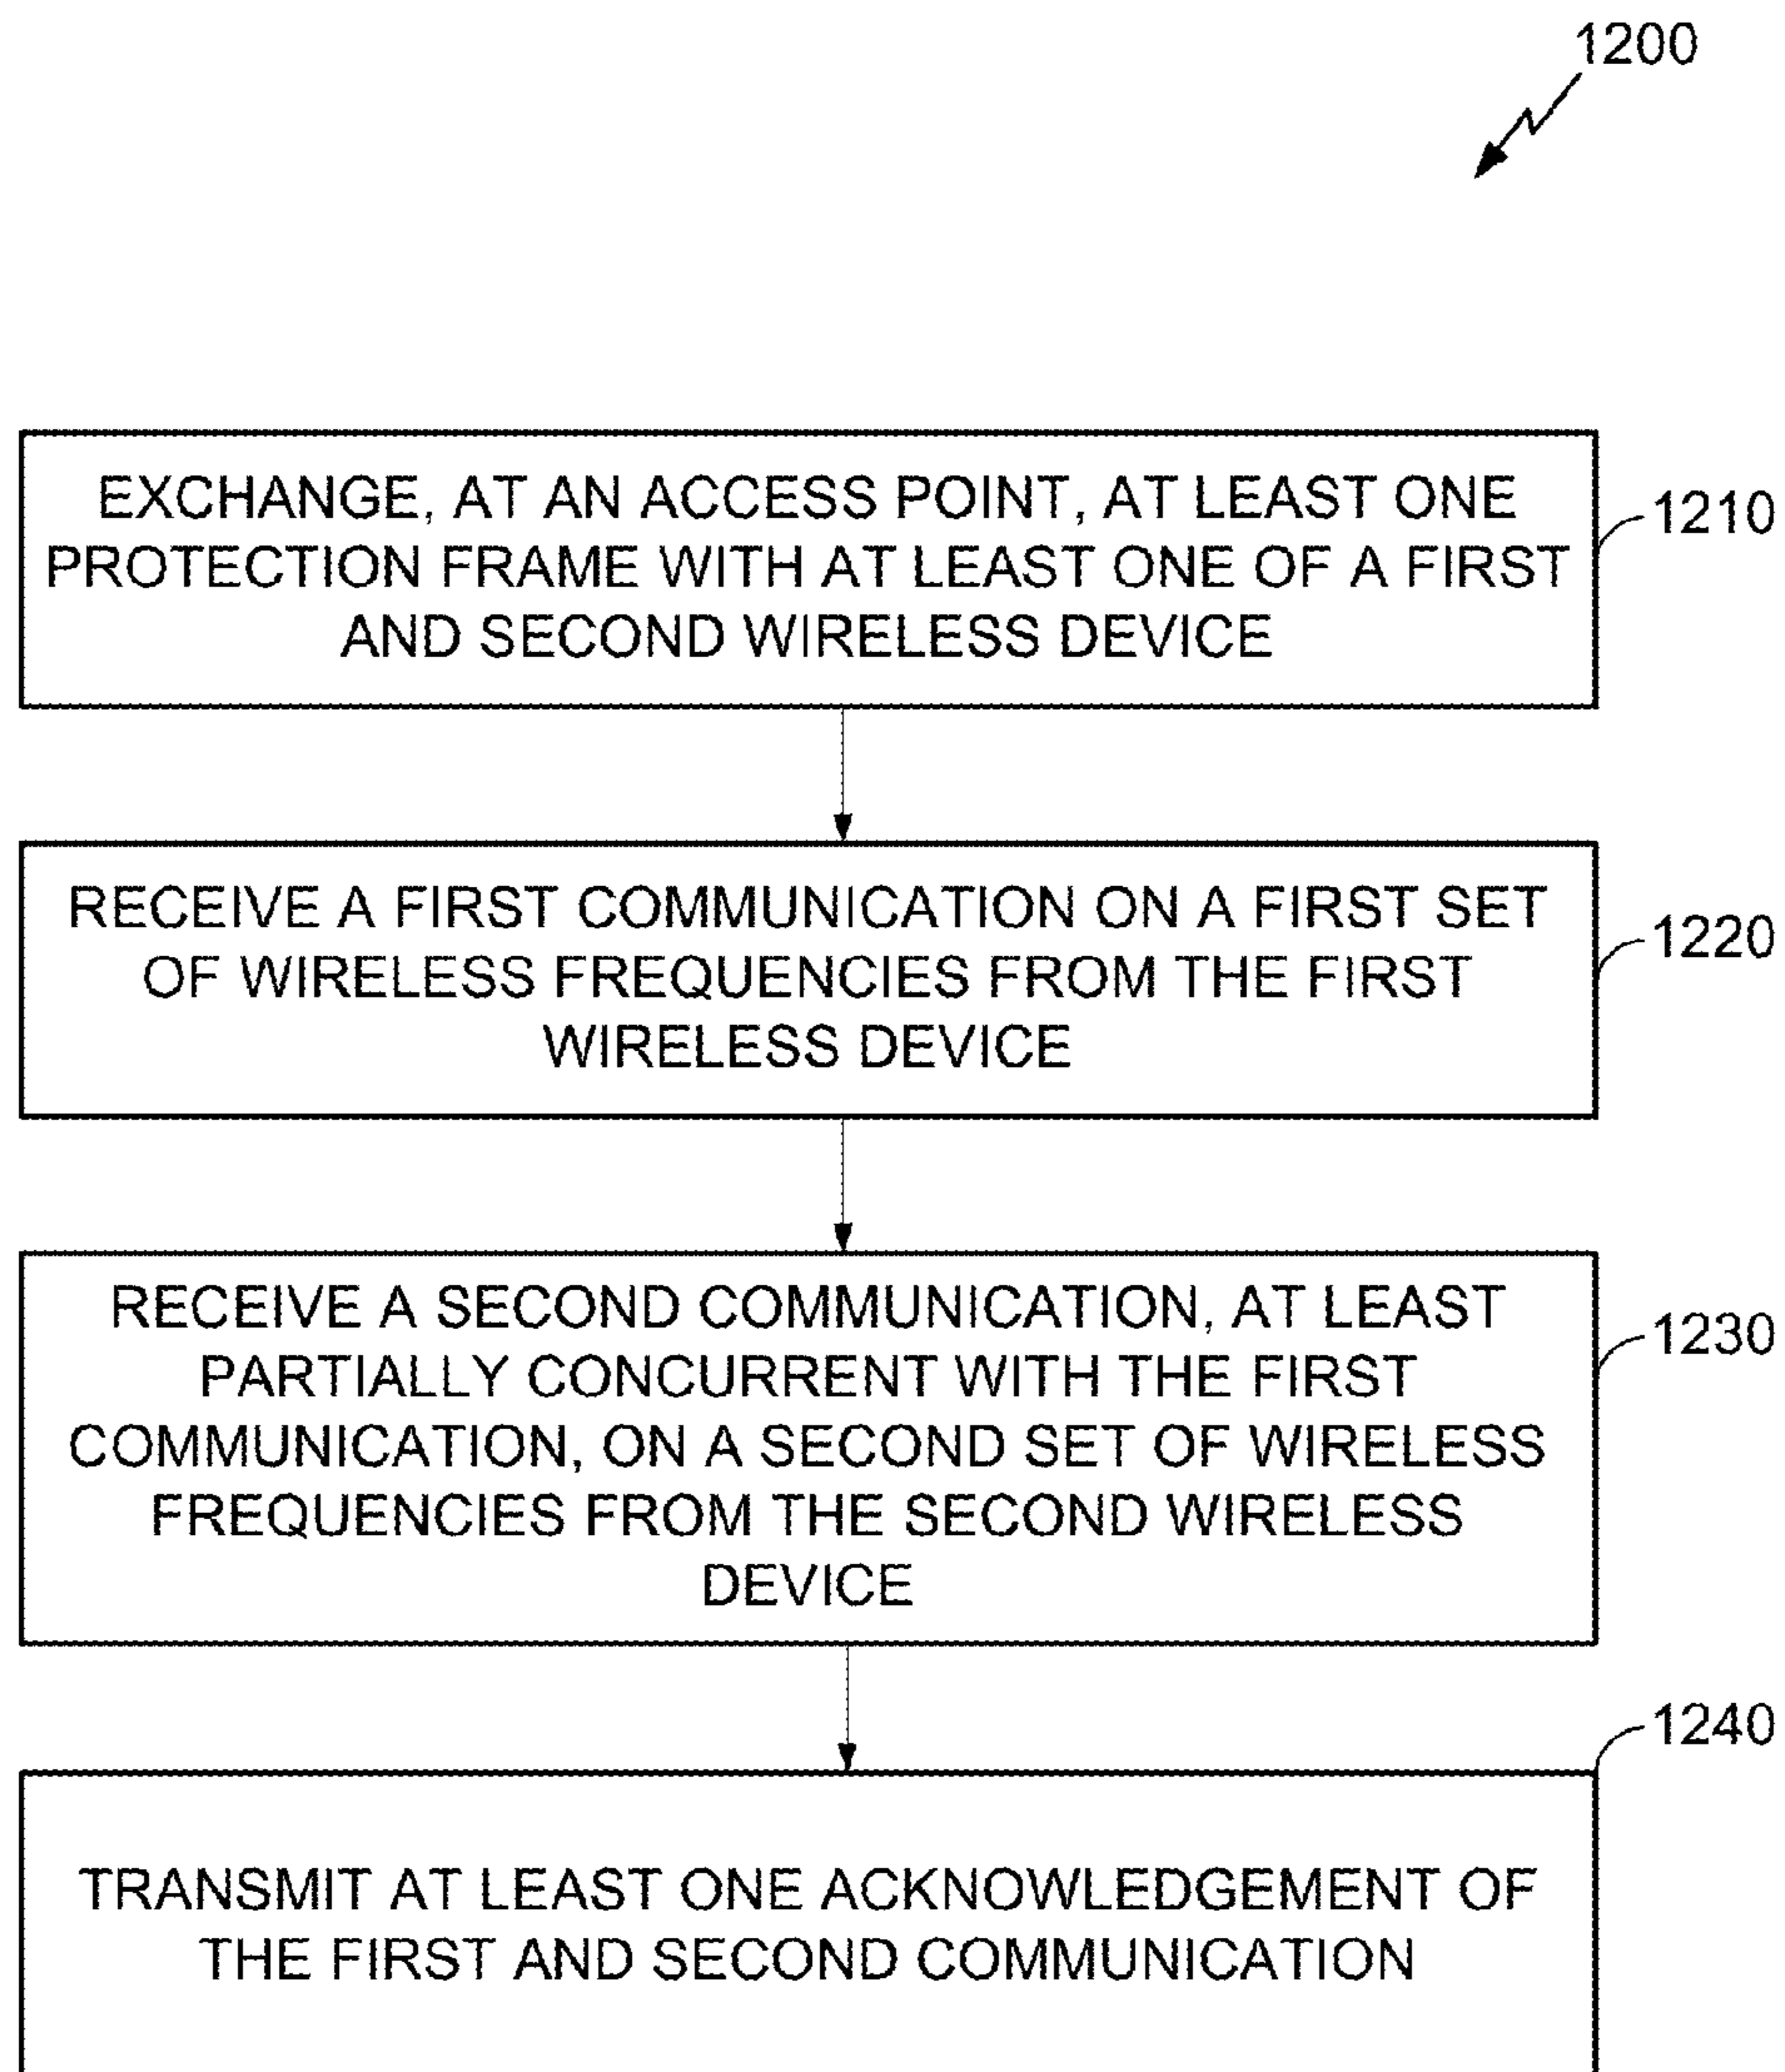 1200
EXCHANGE, AT AN ACCESS POINT, AT LEAST ONE
PROTECTION FRAME WITH AT LEAST ONE OF A FIRST
AND SECOND WIRELESS DEVICE
1210
RECEIVE A FIRST COMMUNICATION ON A FIRST SET
OF WIRELESS FREQUENCIES FROM THE FIRST
WIRELESS DEVICE
1220
RECEIVE A SECOND COMMUNICATION, AT LEAST
PARTIALLY CONCURRENT WITH THE FIRST
COMMUNICATION, ON A SECOND SET OF WIRELESS
FREQUENCIES FROM THE SECOND WIRELESS
DEVICE
1230
TRANSMIT AT LEAST ONE ACKNOWLEDGEMENT OF
THE FIRST AND SECOND COMMUNICATION
1240